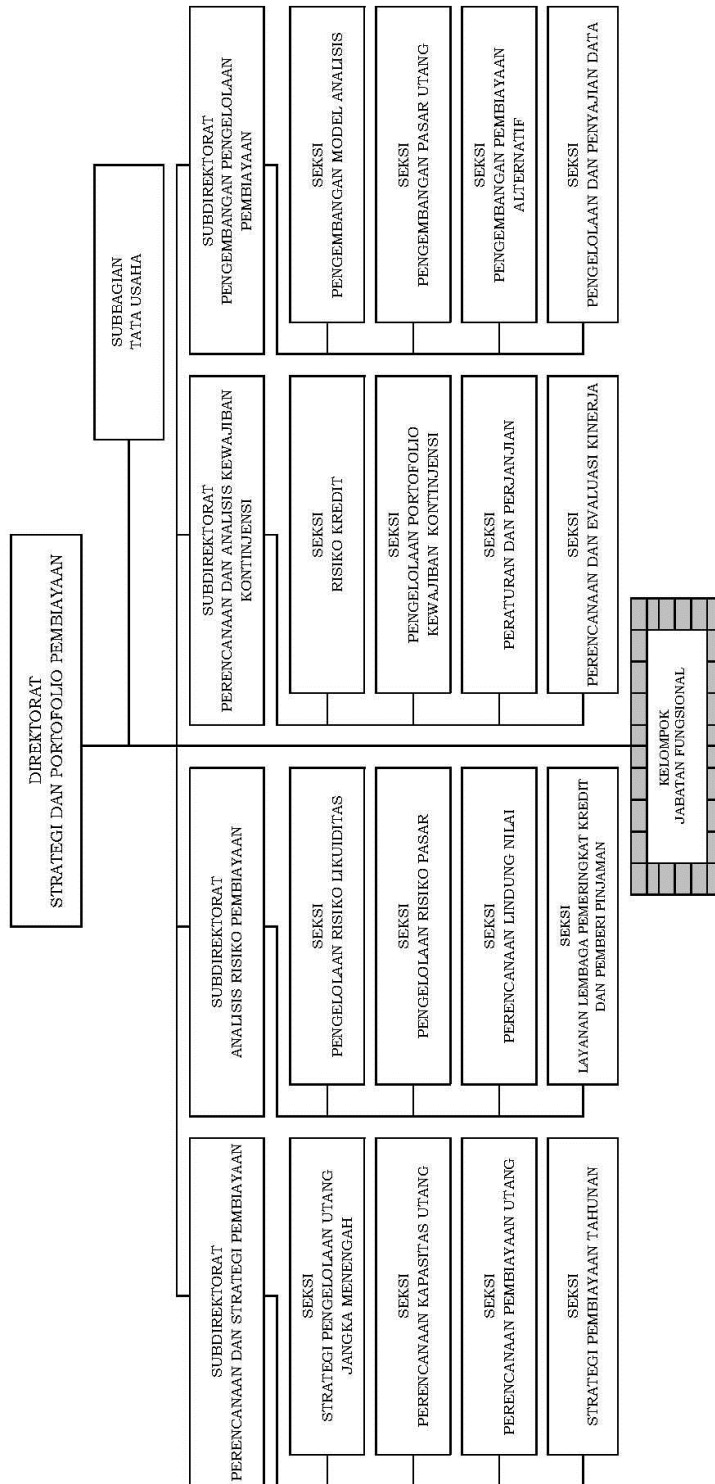 DIREKTORAT
STRATEGI DAN PORTOFOLIO PEMBIAYAAN
SUBBAGIAN
TATA USAHA
SUBDIREKTORAT
PERENCANAAN DAN STRATEGI PEMBIAYAAN
SEKSI
STRATEGI PENGELOLAAN UTANG
JANGKA MENENGAH
SEKSI
PERENCANAAN KAPASITAS UTANG
SEKSI
PERENCANAAN PEMBIAYAAN UTANG
SEKSI
STRATEGI PEMBIAYAAN TAHUNAN
SUBDIREKTORAT
ANALISIS RISIKO PEMBIAYAAN
SEKSI
PENGELOLAAN RISIKO LIKUIDITAS
SEKSI
PENGELOLAAN RISIKO PASAR
SEKSI
PERENCANAAN LINDUNG NILAI
SEKSI
LAYANAN LEMBAGA PEMERINGKAT KREDIT
DAN PEMBERI PINJAMAN
SUBDIREKTORAT
PERENCANAAN DAN ANALISIS KEWAJIBAN
KONTINJENSI
SEKSI
RISIKO KREDIT
SEKSI
PENGELOLAAN PORTOFOLIO
KEWAJIBAN KONTINJENSI
SEKSI
PERATURAN DAN PERJANJIAN
SEKSI
PERENCANAAN DAN EVALUASI KINERJA
SUBDIREKTORAT
PENGEMBANGAN PENGELOLAAN
PEMBIAYAAN
SEKSI
PENGEMBANGAN MODEL ANALISIS
SEKSI
PENGEMBANGAN PASAR UTANG
SEKSI
PENGEMBANGAN PEMBIAYAAN
ALTERNATIF
SEKSI
PENGELOLAAN DAN PENYAJIAN DATA
KELOMPOK
JABATAN FUNGSIONAL